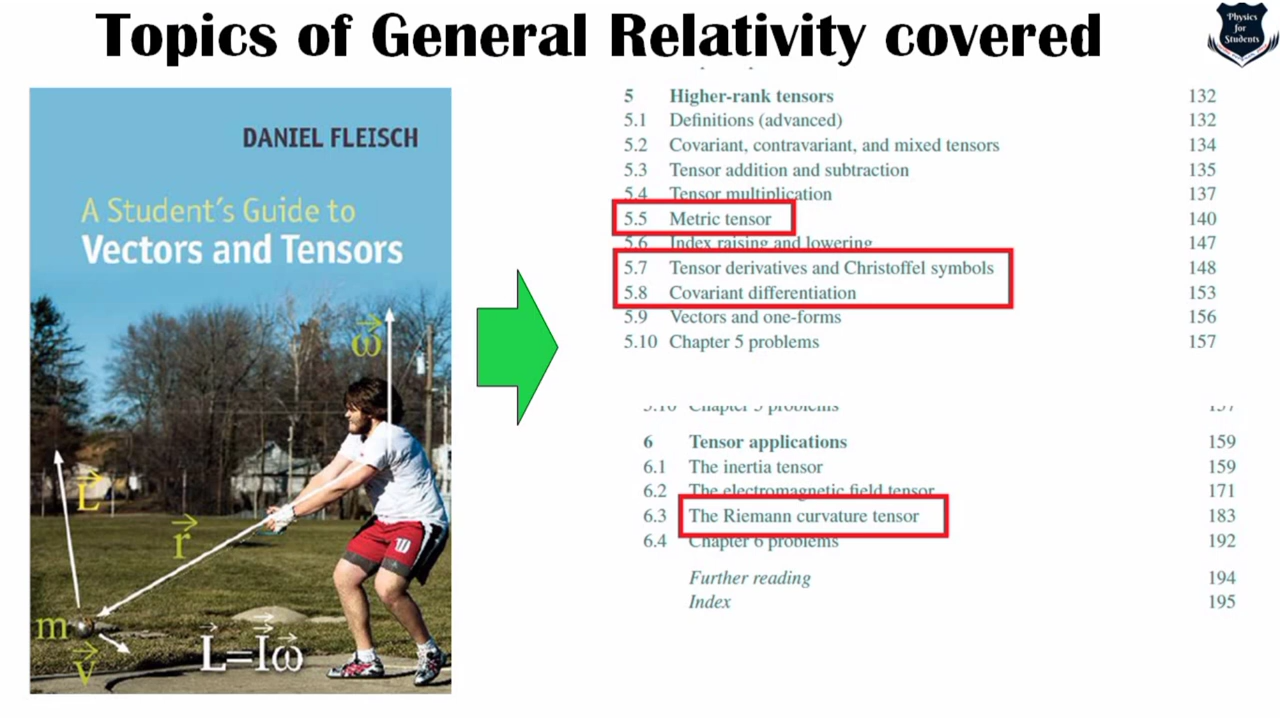 Topics of General Relativity covered
Physics
for
Students
DANIEL FLEISCH
A Student's Guide to
Vectors and Tensors
ω
L
r
m
v
L=Iω
5 Higher-rank tensors 132
5.1 Definitions (advanced) 132
5.2 Covariant, contravariant, and mixed tensors 134
5.3 Tensor addition and subtraction 135
5.4 Tensor multiplication 137
5.5 Metric tensor 140
5.6 Index raising and lowering 147
5.7 Tensor derivatives and Christoffel symbols 148
5.8 Covariant differentiation 153
5.9 Vectors and one-forms 156
5.10 Chapter 5 problems 157
5.10 Chapter 5 problems 157
6 Tensor applications 159
6.1 The inertia tensor 159
6.2 The electromagnetic field tensor 171
6.3 The Riemann curvature tensor 183
6.4 Chapter 6 problems 192
Further reading 194
Index 195